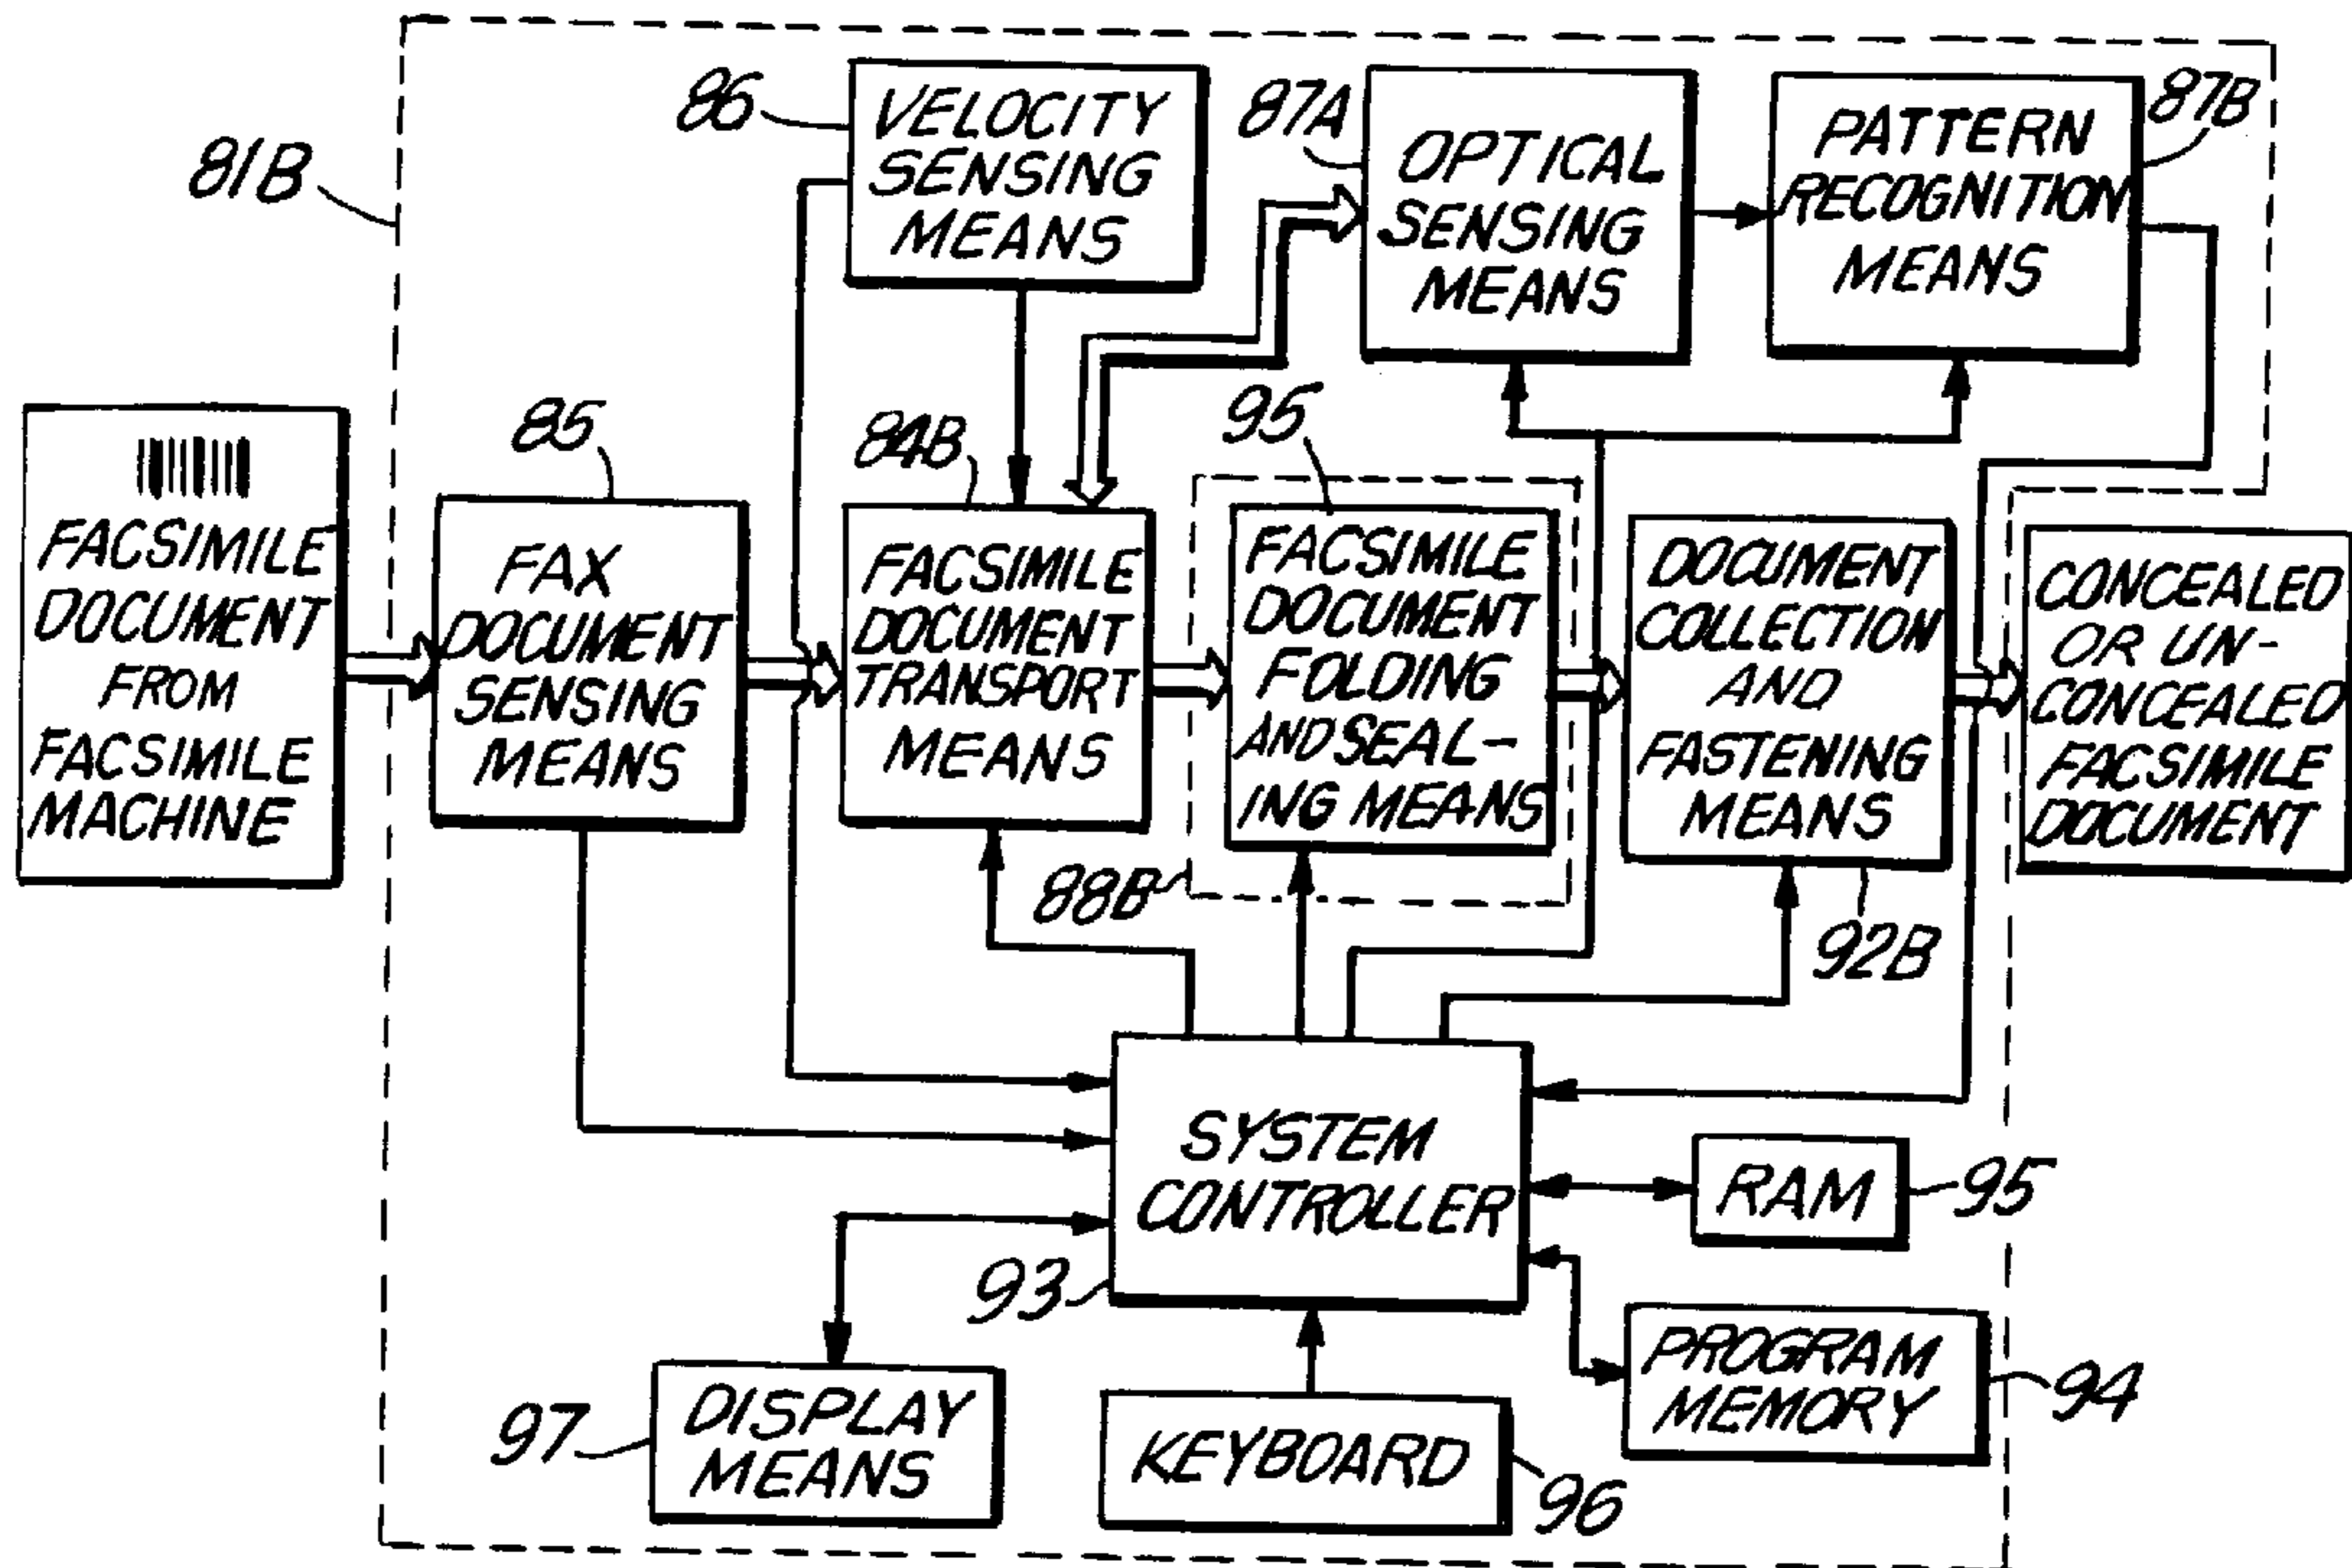 81B
86
VELOCITY
SENSING
MEANS
87A
OPTICAL
SENSING
MEANS
PATTERN
RECOGNITION
MEANS
87B
FACSIMILE
DOCUMENT
FROM
FACSIMILE
MACHINE
85
FAX
DOCUMENT
SENSING
MEANS
84B
FACSIMILE
DOCUMENT
TRANSPORT
MEANS
95
FACSIMILE
DOCUMENT
FOLDING
AND SEAL-
ING MEANS
88B
DOCUMENT
COLLECTION
AND
FASTENING
MEANS
92B
CONCEALED
OR UN-
CONCEALED
FACSIMILE
DOCUMENT
SYSTEM
CONTROLLER
93
RAM
95
PROGRAM
MEMORY
94
97
DISPLAY
MEANS
KEYBOARD
96